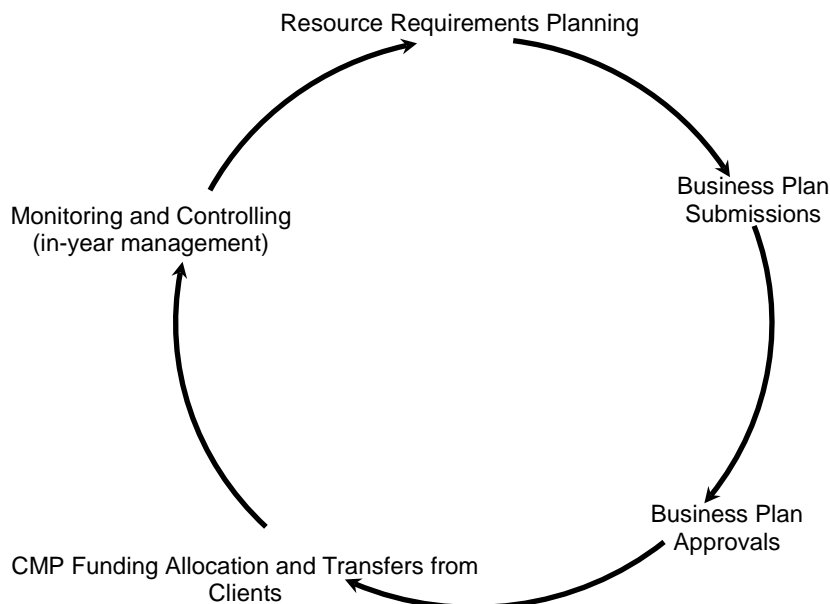 Resource Requirements Planning
Business Plan
Submissions
Monitoring and Controlling
(in-year management)
Business Plan
Approvals
CMP Funding Allocation and Transfers from
Clients